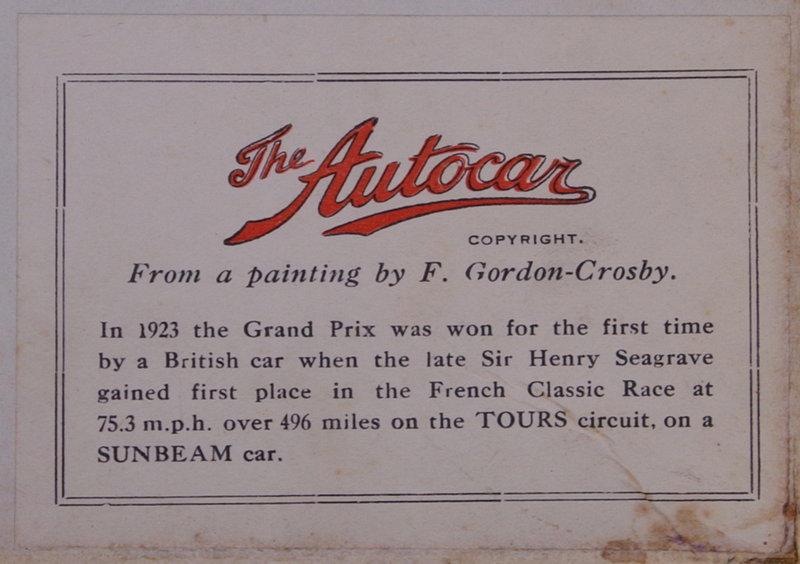 The Autocar
COPYRIGHT.
From a painting by F. Gordon-Crosby.
In 1923 the Grand Prix was won for the first time
by a British car when the late Sir Henry Seagrave
gained first place in the French Classic Race at
75.3 m.p.h. over 496 miles on the TOURS circuit, on a
SUNBEAM car.